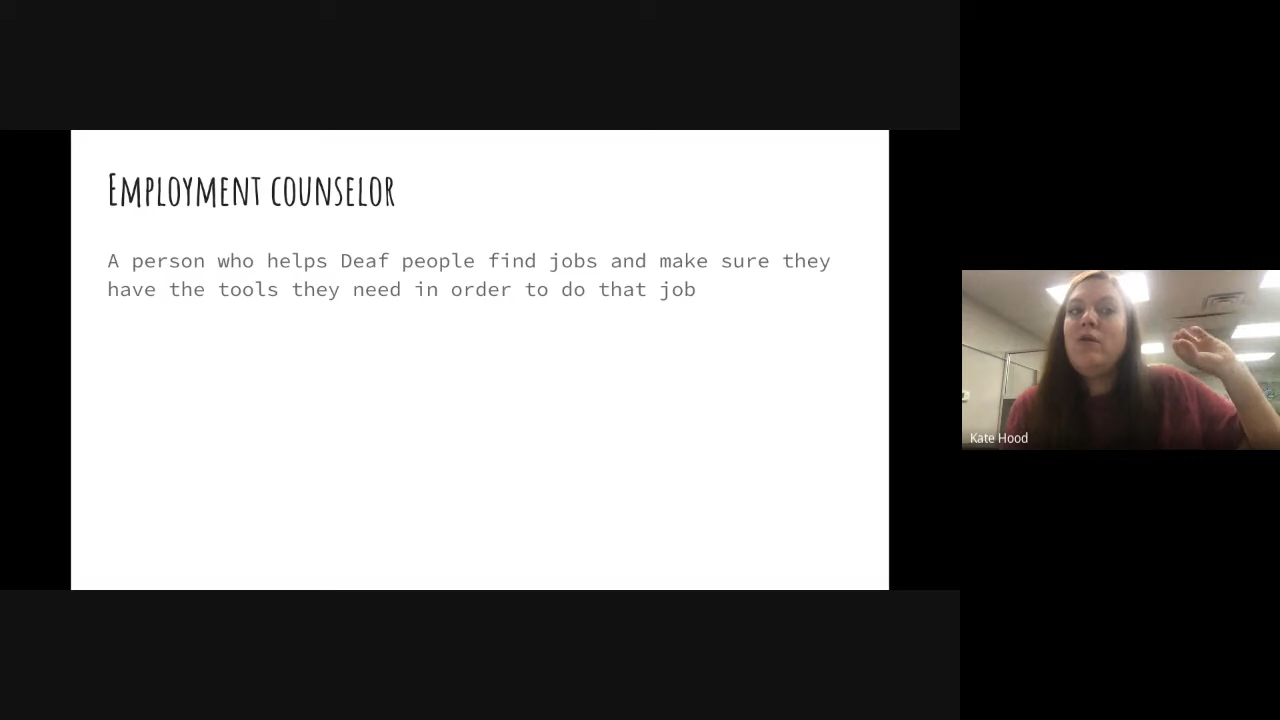 Employment counselor
A person who helps Deaf people find jobs and make sure they
have the tools they need in order to do that job
Kate Hood